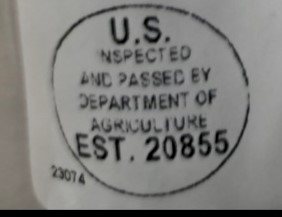 U.S.
INSPECTED
AND PASSED BY
DEPARTMENT OF
AGRICULTURE
EST. 20855
23074